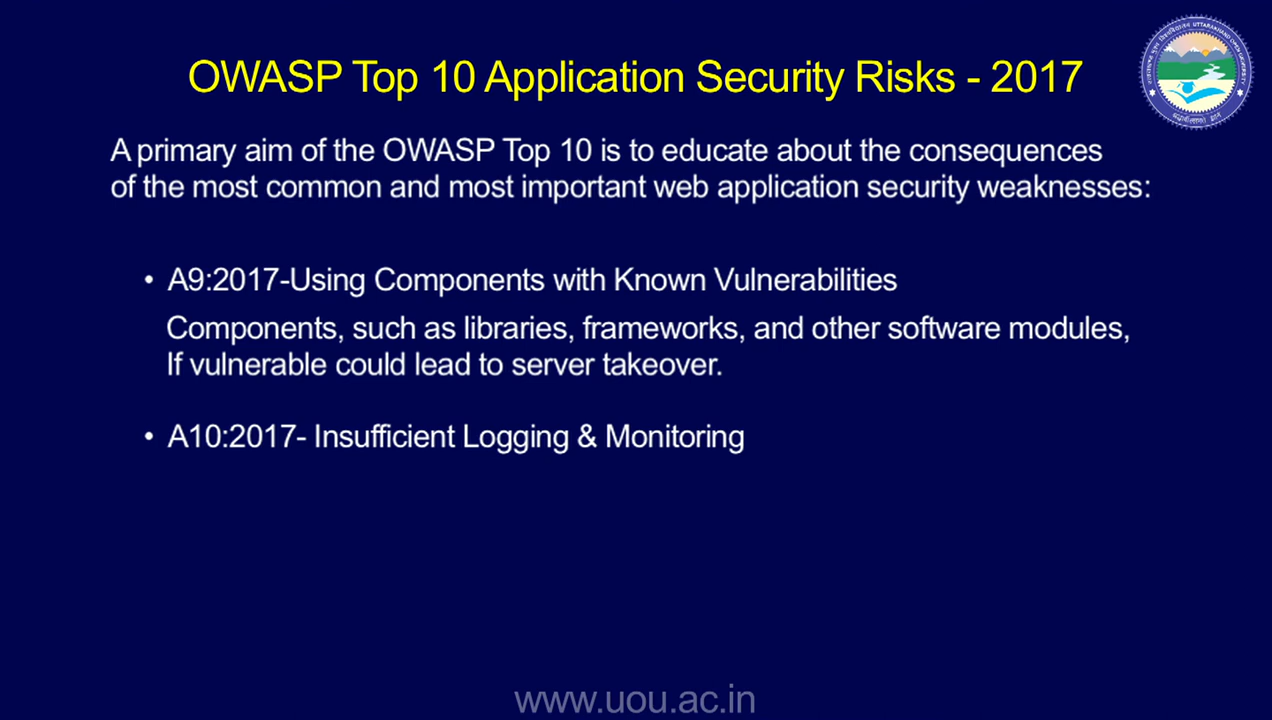 OWASP Top 10 Application Security Risks - 2017
UTTARAKHAND OPEN UNIVERSITY
A primary aim of the OWASP Top 10 is to educate about the consequences
of the most common and most important web application security weaknesses:
• A9:2017-Using Components with Known Vulnerabilities
Components, such as libraries, frameworks, and other software modules,
If vulnerable could lead to server takeover.
• A10:2017- Insufficient Logging & Monitoring
www.uou.ac.in